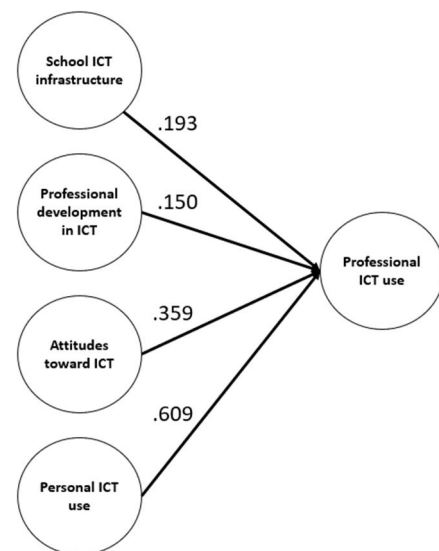 School ICT
infrastructure
.193
Professional
development
in ICT
.150
Professional
ICT use
Attitudes
toward ICT
.359
.609
Personal ICT
use